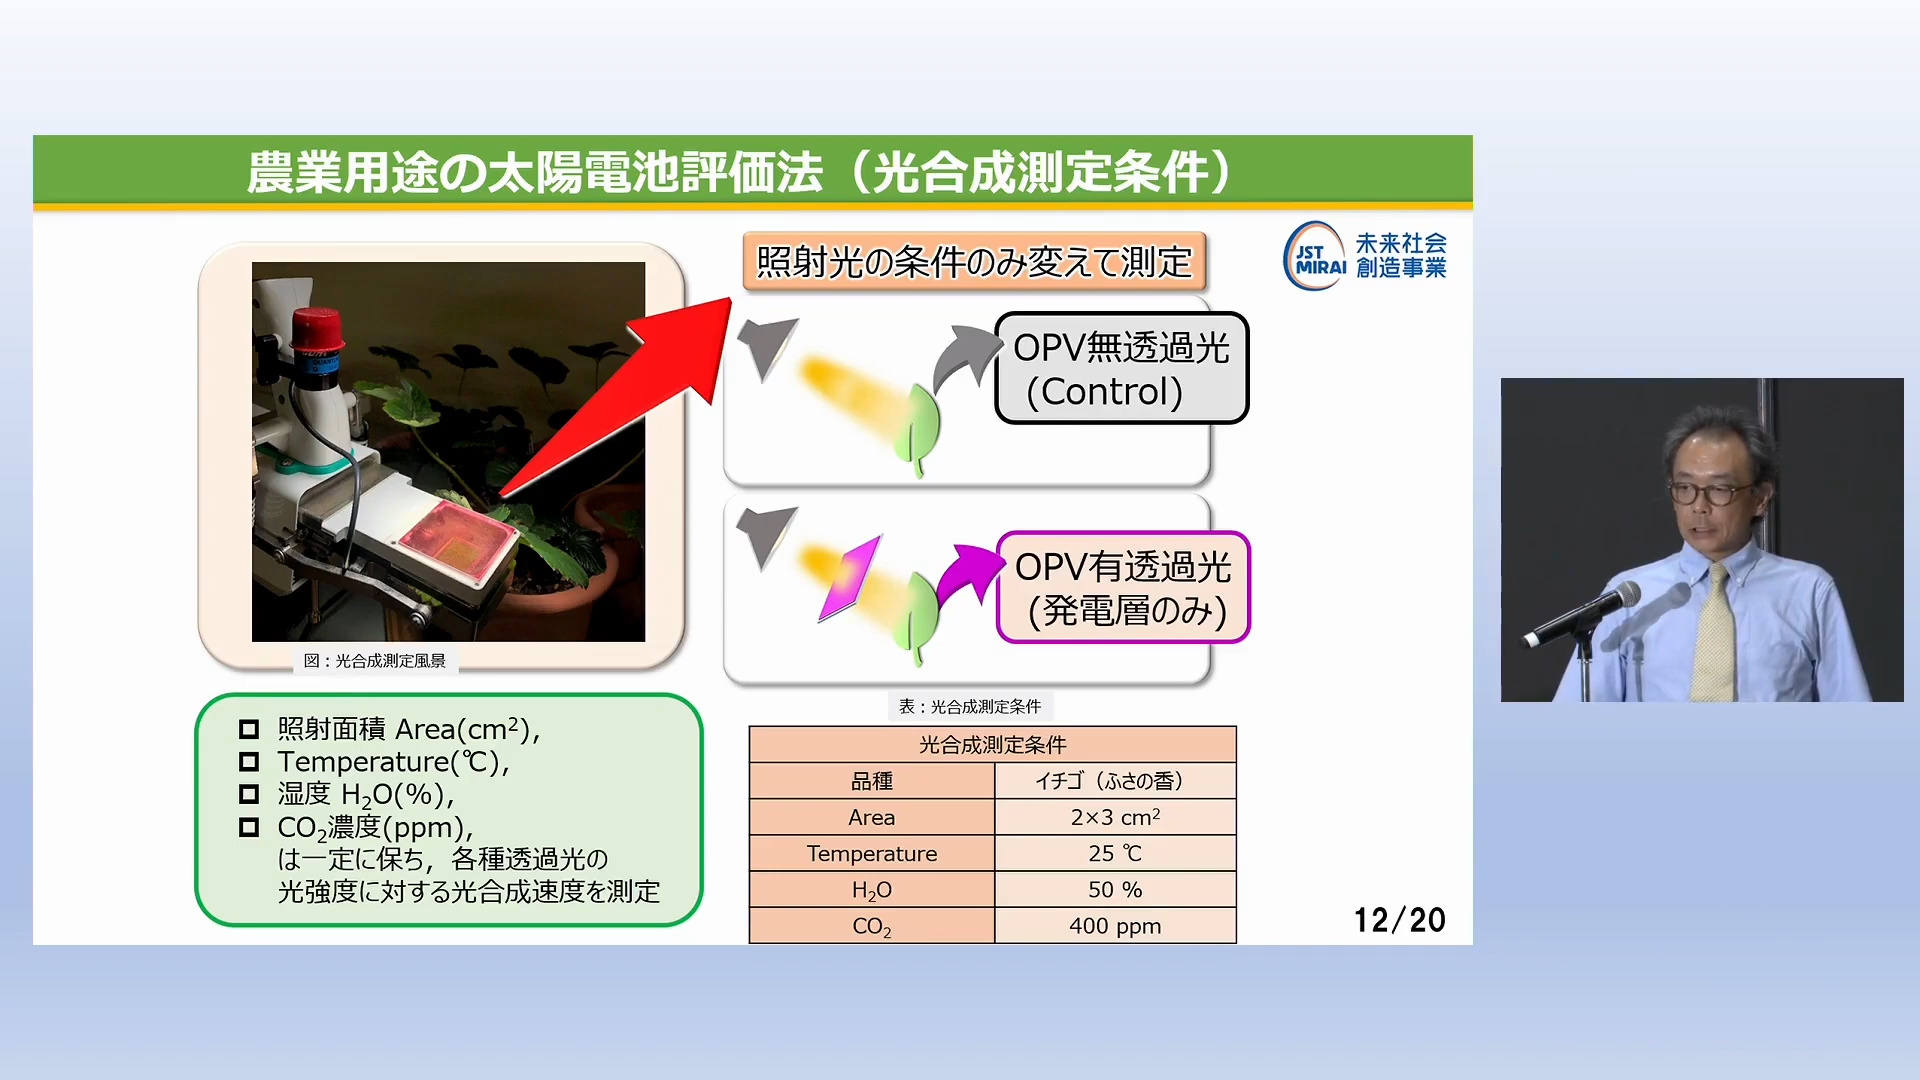 農業用途の太陽電池評価法（光合成測定条件）
JST MIRAI
未来社会
創造事業
照射光の条件のみ変えて測定
OPV無透過光
(Control)
OPV有透過光
(発電層のみ)
図：光合成測定風景
照射面積 Area(cm²),
Temperature(℃),
湿度 H₂O(%),
CO₂濃度(ppm),
は一定に保ち，各種透過光の
光強度に対する光合成速度を測定
表：光合成測定条件
光合成測定条件
品種 イチゴ（ふさの香）
Area 2×3 cm²
Temperature 25 ℃
H₂O 50 %
CO₂ 400 ppm
12/20